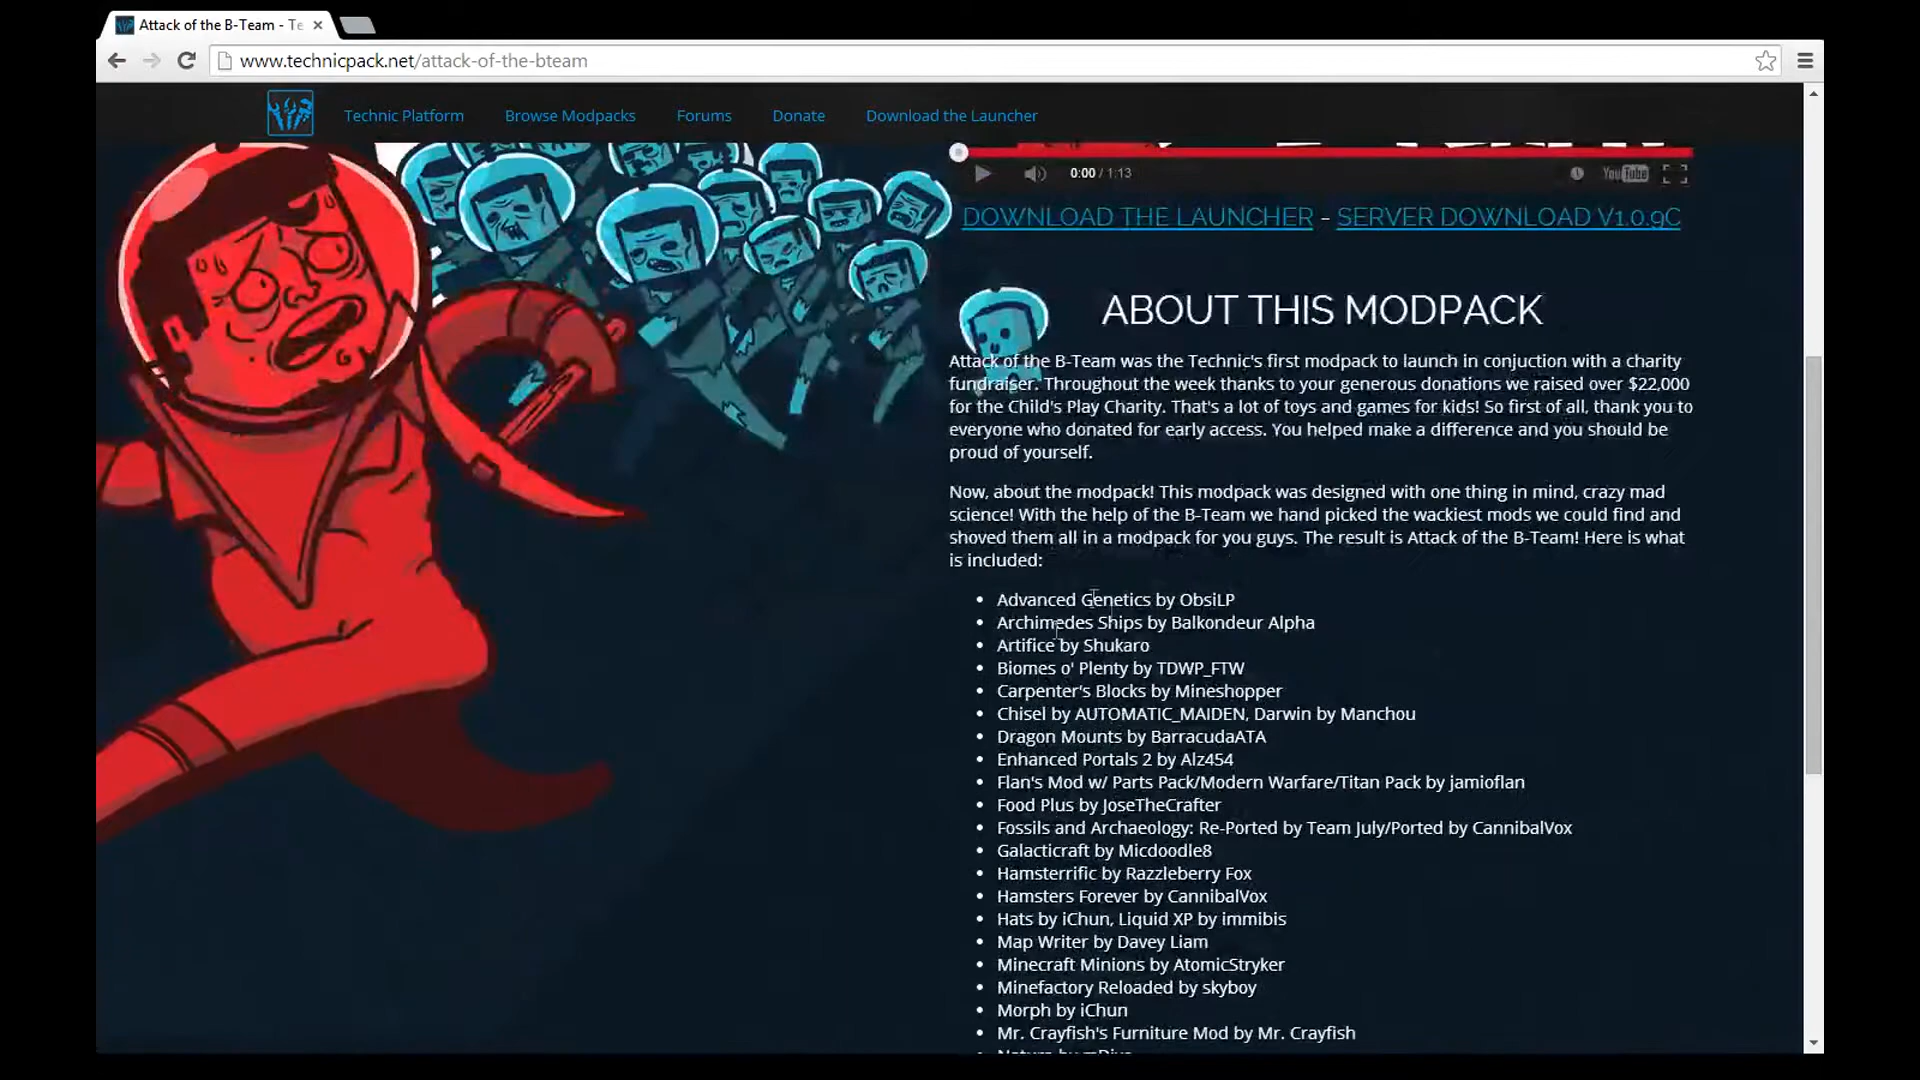 Attack of the B-Team - Te
www.technicpack.net/attack-of-the-bteam
Technic Platform
Browse Modpacks
Forums
Donate
Download the Launcher
0:00 / 1:13
YouTube
DOWNLOAD THE LAUNCHER - SERVER DOWNLOAD V1.0.9C
ABOUT THIS MODPACK
Attack of the B-Team was the Technic's first modpack to launch in conjuction with a charity
fundraiser. Throughout the week thanks to your generous donations we raised over $22,000
for the Child's Play Charity. That's a lot of toys and games for kids! So first of all, thank you to
everyone who donated for early access. You helped make a difference and you should be
proud of yourself.
Now, about the modpack! This modpack was designed with one thing in mind, crazy mad
science! With the help of the B-Team we hand picked the wackiest mods we could find and
shoved them all in a modpack for you guys. The result is Attack of the B-Team! Here is what
is included:
• Advanced Genetics by ObsiLP
• Archimedes Ships by Balkondeur Alpha
• Artifice by Shukaro
• Biomes o' Plenty by TDWP_FTW
• Carpenter's Blocks by Mineshopper
• Chisel by AUTOMATIC_MAIDEN, Darwin by Manchou
• Dragon Mounts by BarracudaATA
• Enhanced Portals 2 by Alz454
• Flan's Mod w/ Parts Pack/Modern Warfare/Titan Pack by jamioflan
• Food Plus by JoseTheCrafter
• Fossils and Archaeology: Re-Ported by Team July/Ported by CannibalVox
• Galacticraft by Micdoodle8
• Hamsterrific by Razzleberry Fox
• Hamsters Forever by CannibalVox
• Hats by iChun, Liquid XP by immibis
• Map Writer by Davey Liam
• Minecraft Minions by AtomicStryker
• Minefactory Reloaded by skyboy
• Morph by iChun
• Mr. Crayfish's Furniture Mod by Mr. Crayfish